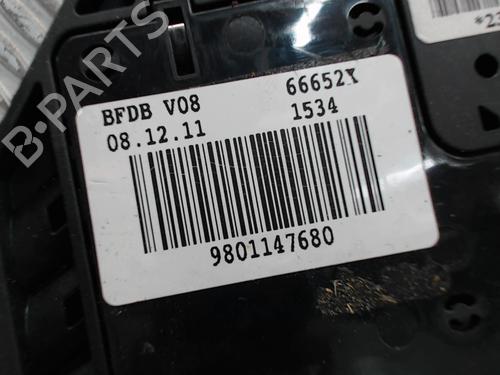 BFDB V08 66652X
08.12.11 1534
9801147680
B-PARTS